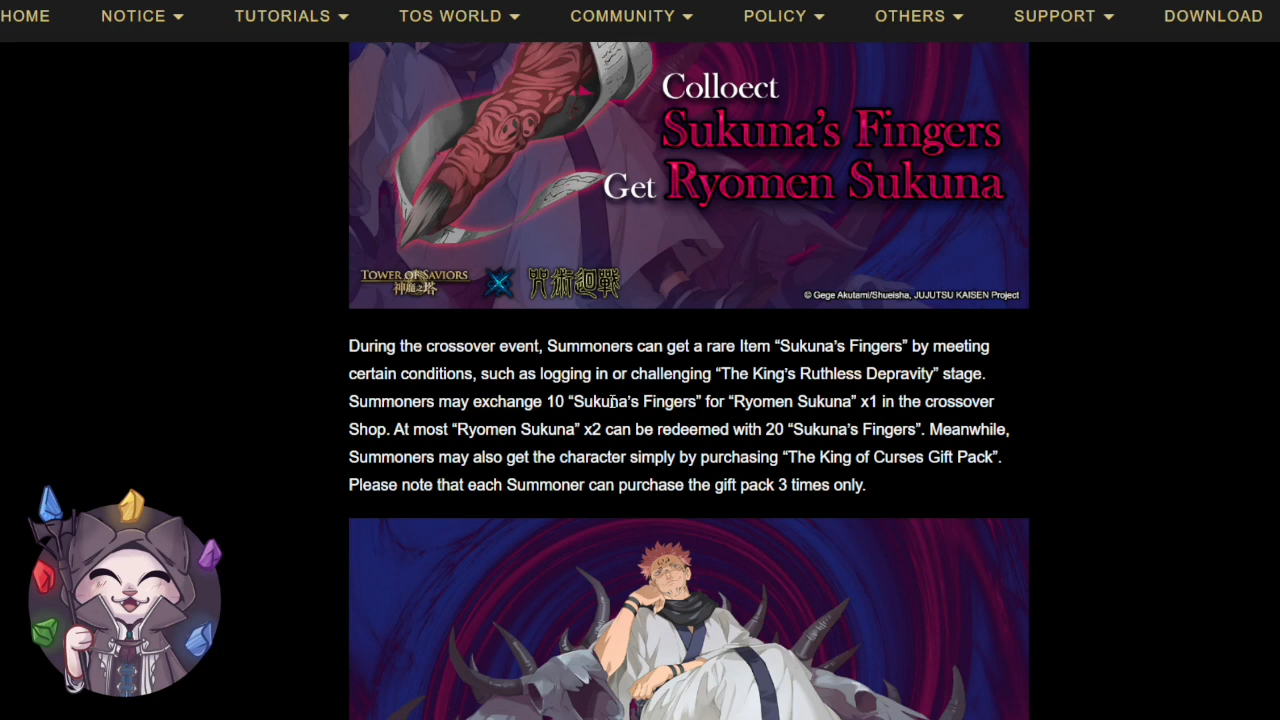 HOME NOTICE TUTORIALS TOS WORLD COMMUNITY POLICY OTHERS SUPPORT DOWNLOAD
Colloect
Sukuna's Fingers
Get Ryomen Sukuna
TOWER OF SAVIORS
神魔之塔
咒術迴戰
© Gege Akutami/Shueisha, JUJUTSU KAISEN Project
During the crossover event, Summoners can get a rare Item “Sukuna’s Fingers” by meeting
certain conditions, such as logging in or challenging “The King’s Ruthless Depravity” stage.
Summoners may exchange 10 “Sukuna’s Fingers” for “Ryomen Sukuna” x1 in the crossover
Shop. At most “Ryomen Sukuna” x2 can be redeemed with 20 “Sukuna’s Fingers”. Meanwhile,
Summoners may also get the character simply by purchasing “The King of Curses Gift Pack”.
Please note that each Summoner can purchase the gift pack 3 times only.